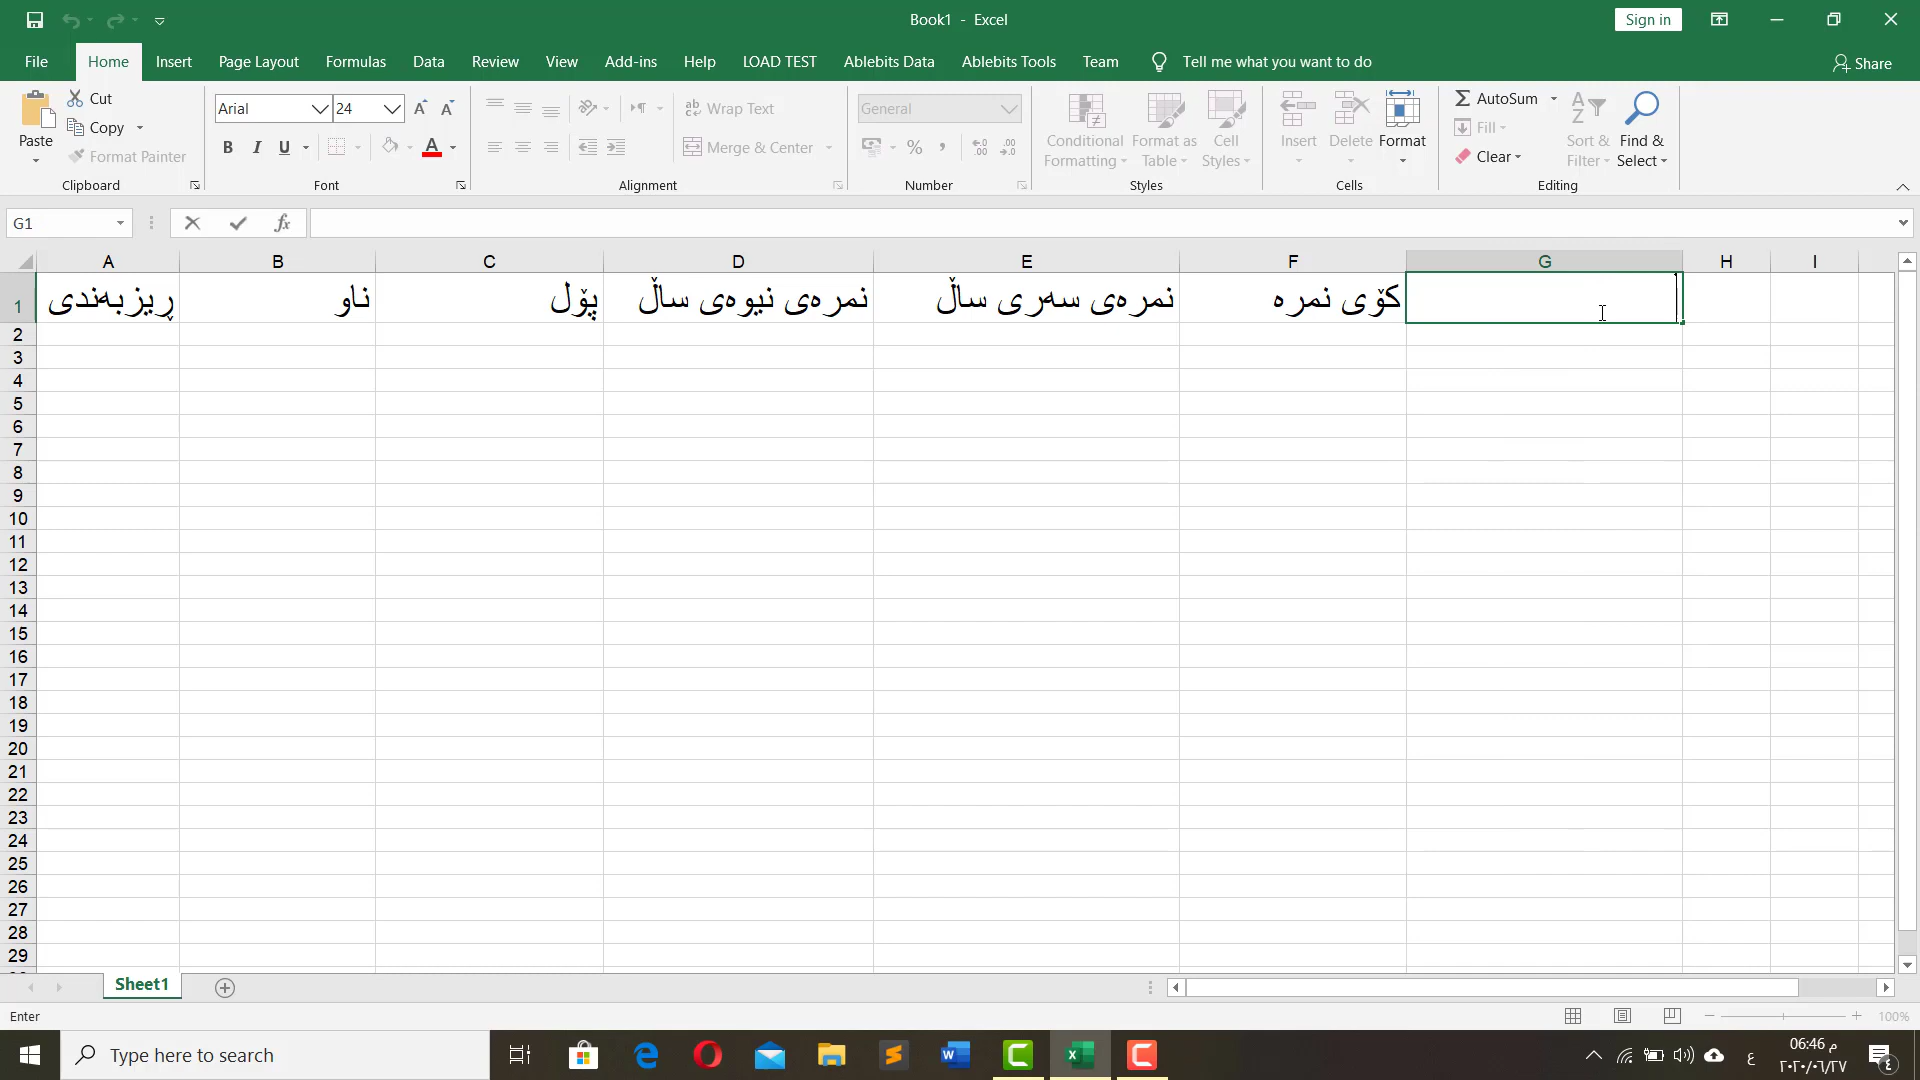 Book1 - Excel
Sign in
File Home Insert Page Layout Formulas Data Review View Add-ins Help LOAD TEST Ablebits Data Ablebits Tools Team Tell me what you want to do Share
Paste
Cut
Copy
Format Painter
Clipboard
Arial 24
B I U
Font
Wrap Text
Merge & Center
Alignment
General
Number
Conditional Formatting
Format as Table
Cell Styles
Styles
Insert
Delete
Format
Cells
AutoSum
Fill
Clear
Sort & Filter
Find & Select
Editing
G1
fx
A B C D E F G H I
1 ڕیزبەندی ناو پۆل نمرەی نیوەی ساڵ نمرەی سەری ساڵ کۆی نمرە
2
3
4
5
6
7
8
9
10
11
12
13
14
15
16
17
18
19
20
21
22
23
24
25
26
27
28
29
Sheet1
Enter
100%
Type here to search
ع
06:46 م
٢٠٢٠/٠٦/٢٧
٤